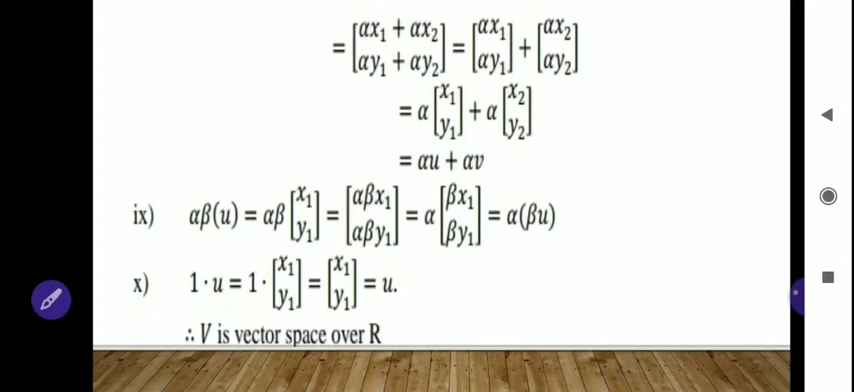 = [αx₁ + αx₂ / αy₁ + αy₂] = [αx₁ / αy₁] + [αx₂ / αy₂]
= α [x₁ / y₁] + α [x₂ / y₂]
= αu + αv
ix) αβ(u) = αβ [x₁ / y₁] = [αβx₁ / αβy₁] = α [βx₁ / βy₁] = α(βu)
x) 1 · u = 1 · [x₁ / y₁] = [x₁ / y₁] = u.
∴ V is vector space over R